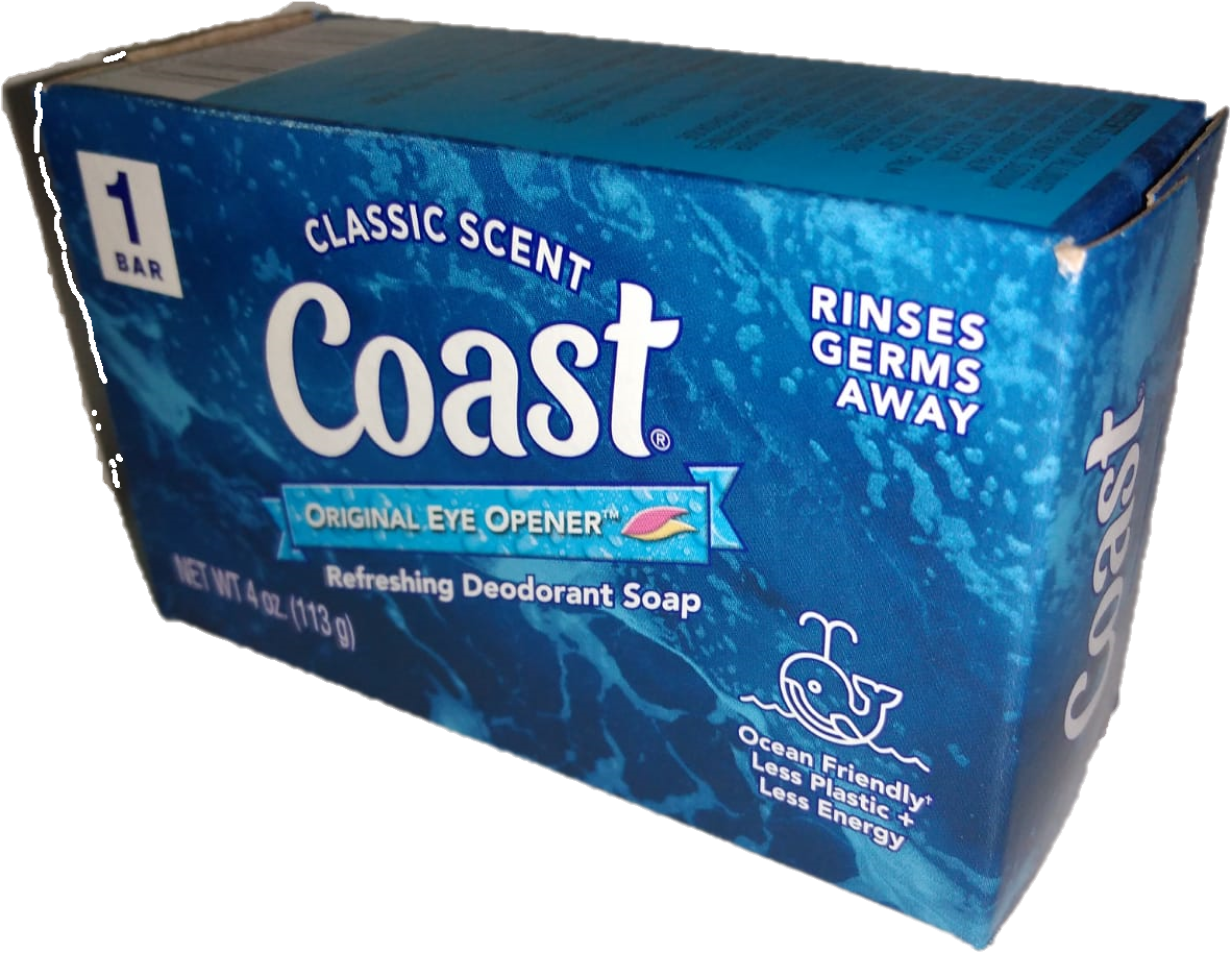 1
BAR
CLASSIC SCENT
Coast®
RINSES
GERMS
AWAY
ORIGINAL EYE OPENER™
Refreshing Deodorant Soap
NET WT 4 oz. (113 g)
Ocean Friendly†
Less Plastic +
Less Energy
Coast